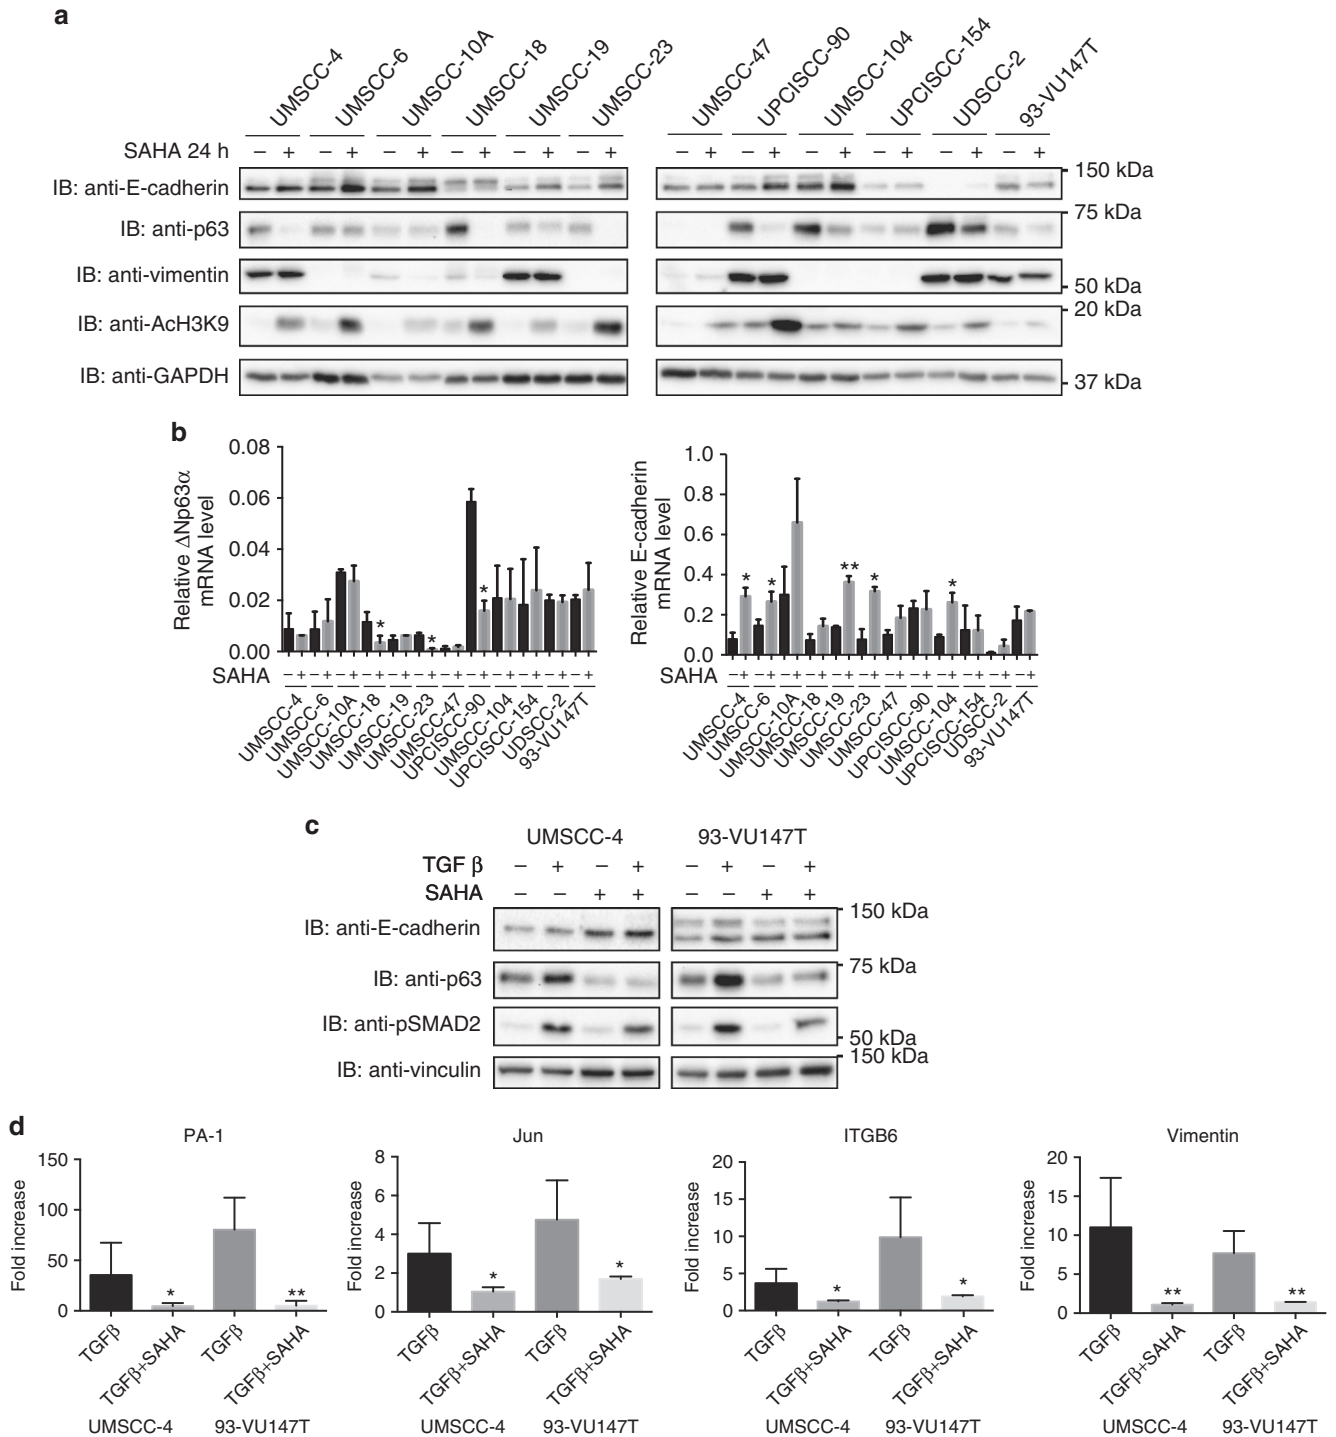 a
UMSCC-4 UMSCC-6 UMSCC-10A UMSCC-18 UMSCC-19 UMSCC-23 UMSCC-47 UPCISCC-90 UMSCC-104 UPCISCC-154 UDSCC-2 93-VU147T
SAHA 24 h − + − + − + − + − + − + − + − + − + − + − + − +
150 kDa
IB: anti-E-cadherin
75 kDa
IB: anti-p63
IB: anti-vimentin
50 kDa
20 kDa
IB: anti-AcH3K9
IB: anti-GAPDH
37 kDa
b
Relative ΔNp63α
mRNA level
0.08
0.06
0.04
0.02
0.00
* * *
SAHA − + − + − + − + − + − + − + − + − + − + − + − +
UMSCC-4 UMSCC-6 UMSCC-10A UMSCC-18 UMSCC-19 UMSCC-23 UMSCC-47 UPCISCC-90 UMSCC-104 UPCISCC-154 UDSCC-2 93-VU147T
Relative E-cadherin
mRNA level
1.0
0.8
0.6
0.4
0.2
0.0
* * ** * *
SAHA − + − + − + − + − + − + − + − + − + − + − + − +
UMSCC-4 UMSCC-6 UMSCC-10A UMSCC-18 UMSCC-19 UMSCC-23 UMSCC-47 UPCISCC-90 UMSCC-104 UPCISCC-154 UDSCC-2 93-VU147T
c
UMSCC-4 93-VU147T
TGF β − + − + − + − +
SAHA − − + + − − + +
150 kDa
IB: anti-E-cadherin
75 kDa
IB: anti-p63
IB: anti-pSMAD2
50 kDa
150 kDa
IB: anti-vinculin
d
PA-1
Fold increase
150
100
50
0
* **
TGFβ TGFβ+SAHA TGFβ TGFβ+SAHA
UMSCC-4 93-VU147T
Jun
Fold increase
8
6
4
2
0
* *
TGFβ TGFβ+SAHA TGFβ TGFβ+SAHA
UMSCC-4 93-VU147T
ITGB6
Fold increase
20
15
10
5
0
* *
TGFβ TGFβ+SAHA TGFβ TGFβ+SAHA
UMSCC-4 93-VU147T
Vimentin
Fold increase
20
15
10
5
0
** **
TGFβ TGFβ+SAHA TGFβ TGFβ+SAHA
UMSCC-4 93-VU147T